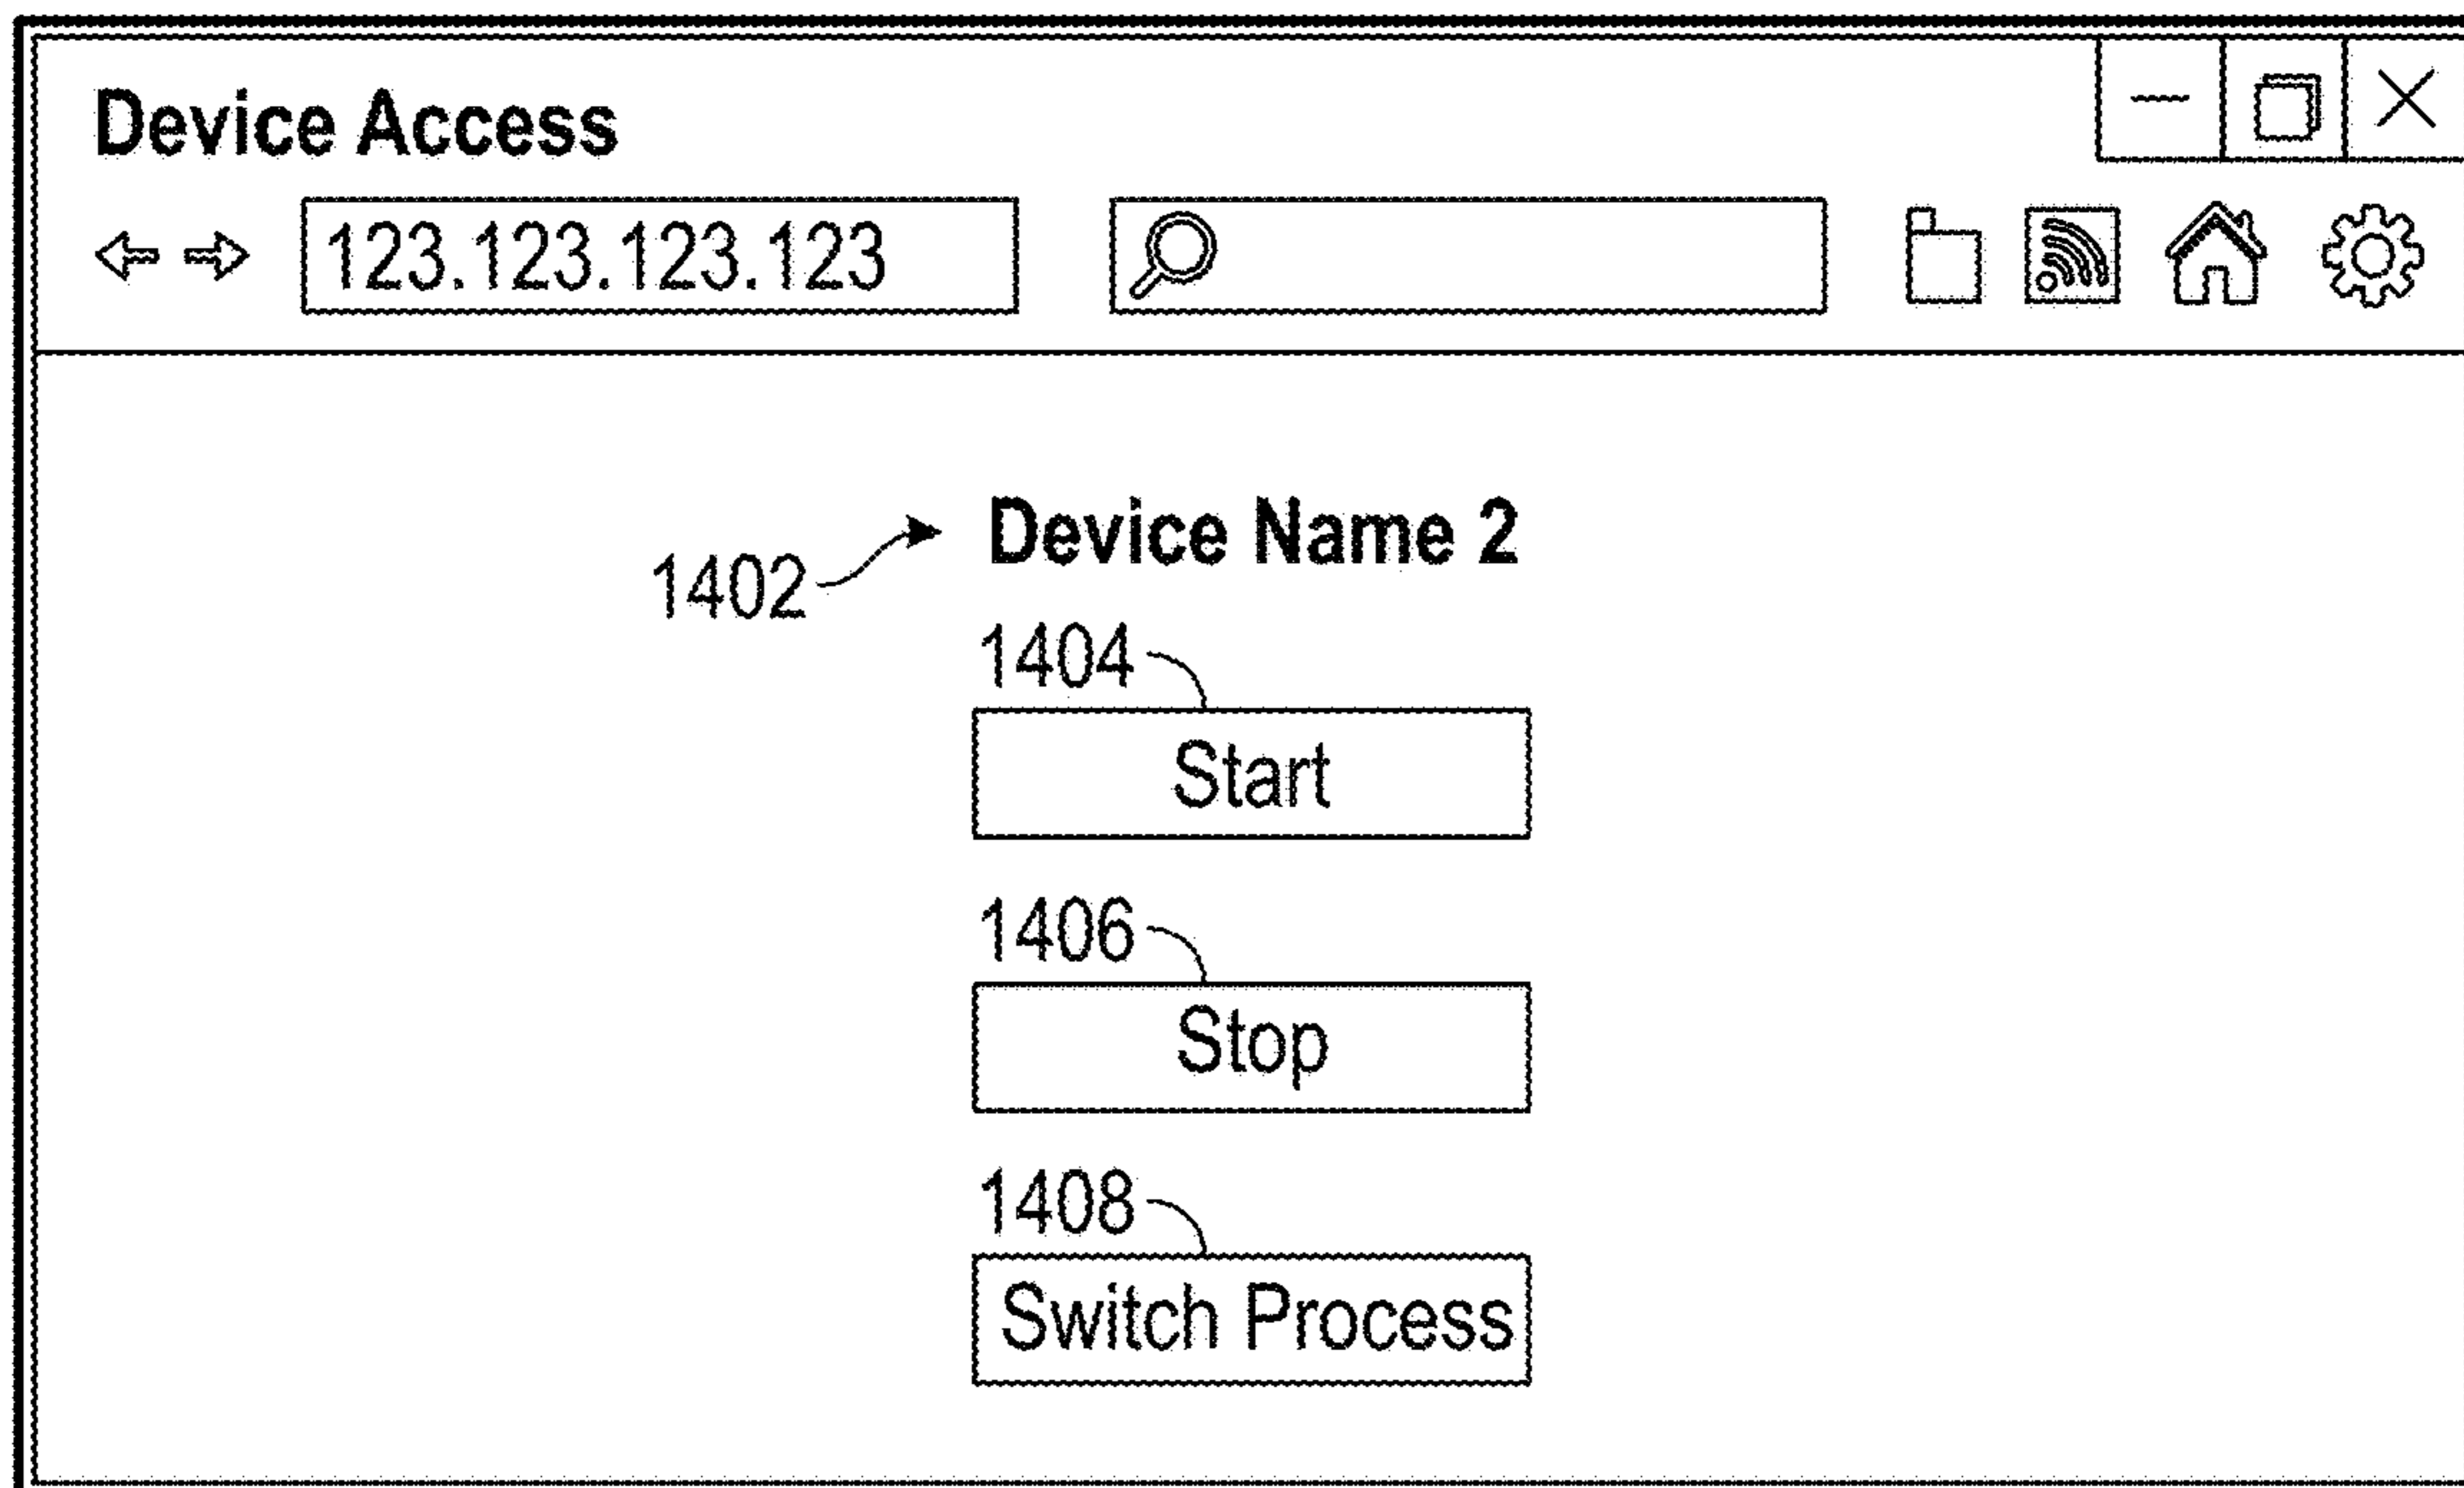 Device Access
123.123.123.123
Device Name 2
1402
1404
Start
1406
Stop
1408
Switch Process